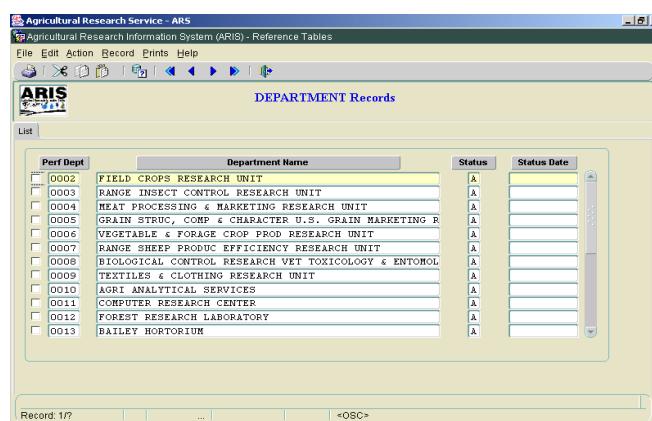 Agricultural Research Service - ARS
Agricultural Research Information System (ARIS) - Reference Tables
File Edit Action Record Prints Help
ARIS
DEPARTMENT Records
List
Perf Dept Department Name Status Status Date
0002 FIELD CROPS RESEARCH UNIT A
0003 RANGE INSECT CONTROL RESEARCH UNIT A
0004 MEAT PROCESSING & MARKETING RESEARCH UNIT A
0005 GRAIN STRUC, COMP & CHARACTER U.S. GRAIN MARKETING R A
0006 VEGETABLE & FORAGE CROP PROD RESEARCH UNIT A
0007 RANGE SHEEP PRODUC EFFICIENCY RESEARCH UNIT A
0008 BIOLOGICAL CONTROL RESEARCH VET TOXICOLOGY & ENTOMOL A
0009 TEXTILES & CLOTHING RESEARCH UNIT A
0010 AGRI ANALYTICAL SERVICES A
0011 COMPUTER RESEARCH CENTER A
0012 FOREST RESEARCH LABORATORY A
0013 BAILEY HORTORIUM A
Record: 1/? ... <OSC>